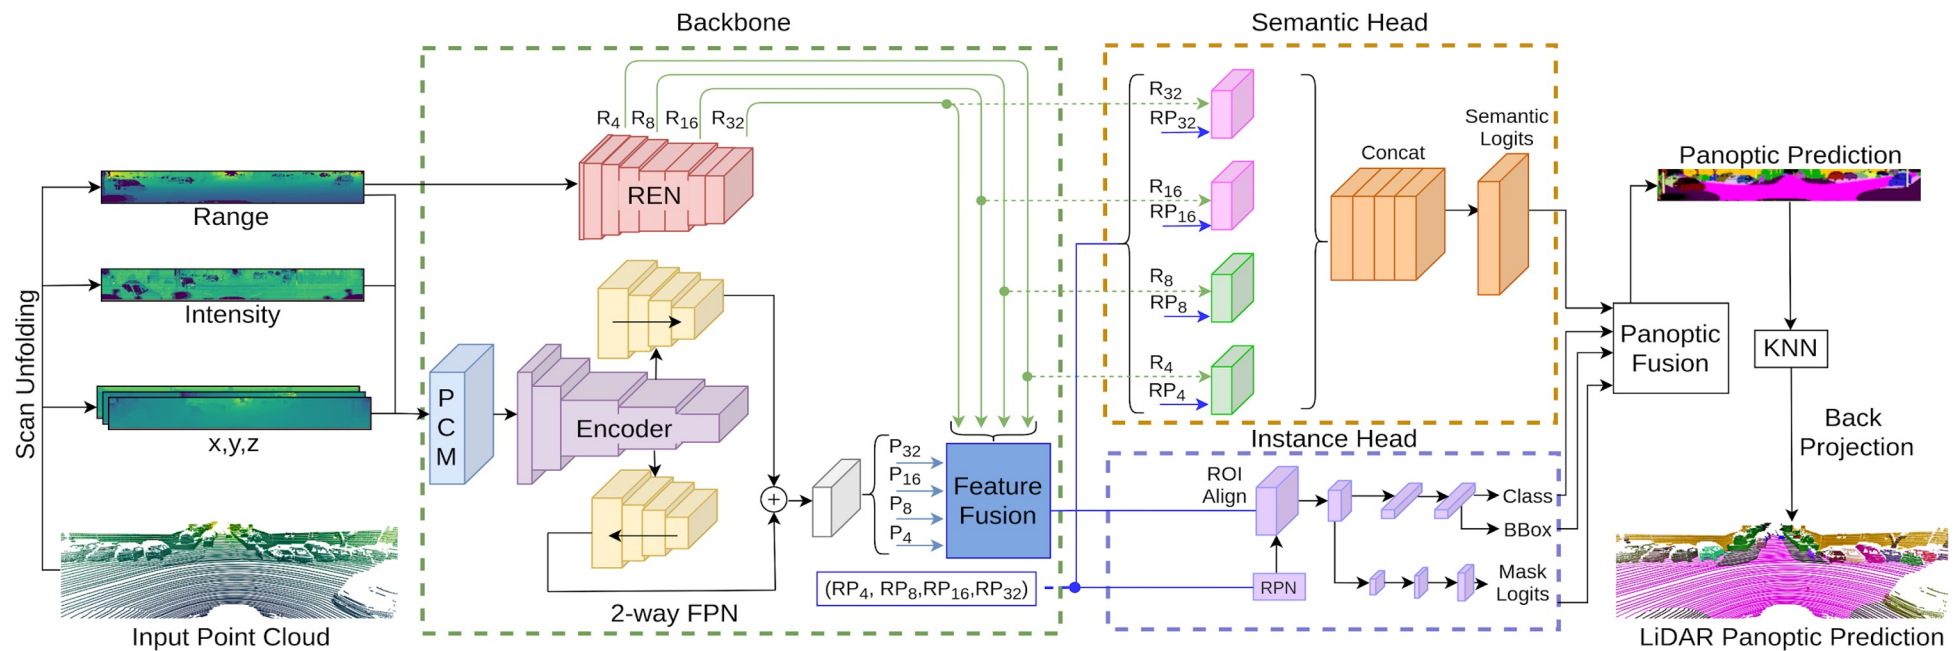 Backbone
Semantic Head
R4 R8 R16 R32
REN
Range
Intensity
x,y,z
Scan Unfolding
Input Point Cloud
P
C
M
Encoder
2-way FPN
+
P32
P16
P8
P4
Feature
Fusion
(RP4, RP8,RP16,RP32)
R32
RP32
R16
RP16
R8
RP8
R4
RP4
Concat
Semantic
Logits
Instance Head
ROI
Align
RPN
Class
BBox
Mask
Logits
Panoptic
Fusion
Panoptic Prediction
KNN
Back
Projection
LiDAR Panoptic Prediction